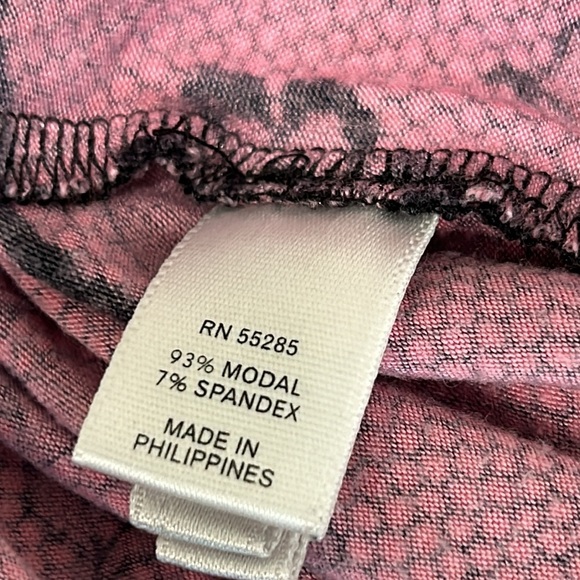 RN 55285
93% MODAL
7% SPANDEX
MADE IN
PHILIPPINES